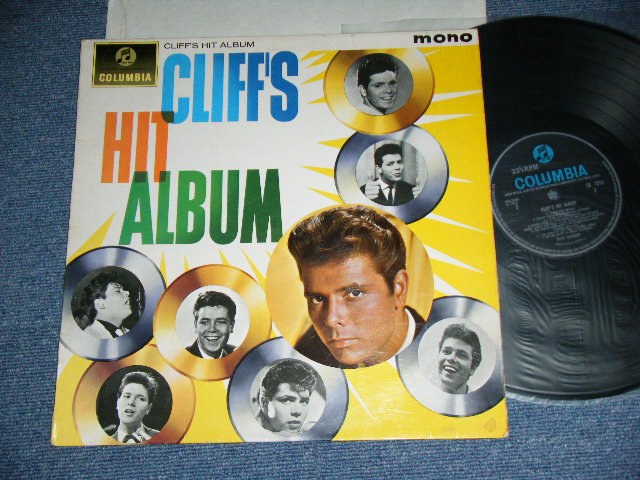 COLUMBIA
CLIFF'S HIT ALBUM
mono
CLIFF'S
HIT
ALBUM
33⅓ RPM
COLUMBIA
CLIFF'S HIT ALBUM